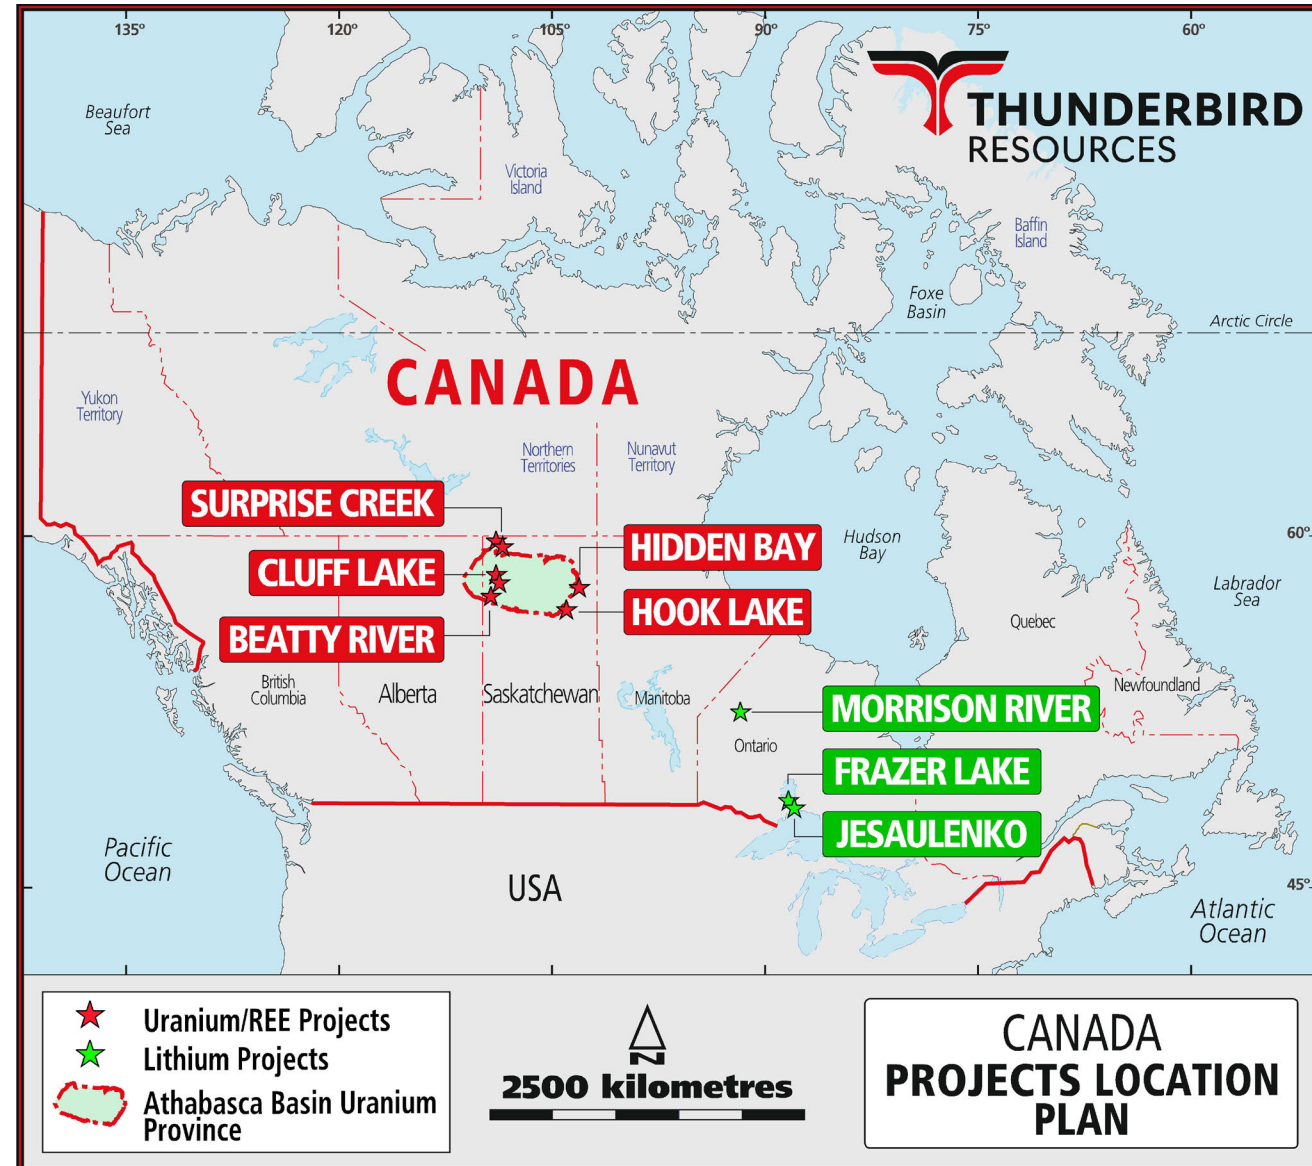 135°
120°
105°
90°
75°
60°
THUNDERBIRD
RESOURCES
Beaufort
Sea
Victoria
Island
Baffin
Island
Foxe
Basin
Arctic Circle
CANADA
Yukon
Territory
Northern
Territories
Nunavut
Territory
SURPRISE CREEK
HIDDEN BAY
Hudson
Bay
60°
CLUFF LAKE
Labrador
Sea
HOOK LAKE
BEATTY RIVER
Quebec
British
Columbia
Alberta
Saskatchewan
Manitoba
Newfoundland
MORRISON RIVER
Ontario
FRAZER LAKE
JESAULENKO
Pacific
Ocean
USA
45°
Atlantic
Ocean
Uranium/REE Projects
Lithium Projects
Athabasca Basin Uranium
Province
N
2500 kilometres
CANADA
PROJECTS LOCATION
PLAN